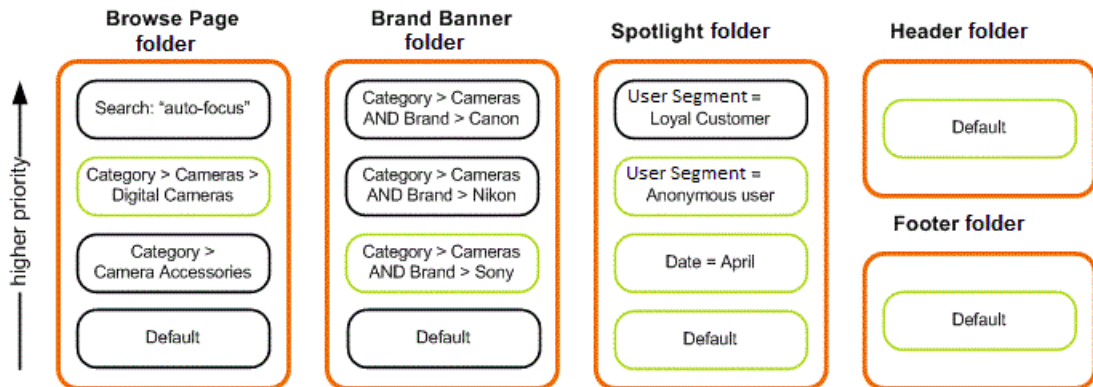 Browse Page
folder
Search: "auto-focus"
Category > Cameras >
Digital Cameras
Category >
Camera Accessories
Default
Brand Banner
folder
Category > Cameras
AND Brand > Canon
Category > Cameras
AND Brand > Nikon
Category > Cameras
AND Brand > Sony
Default
Spotlight folder
User Segment =
Loyal Customer
User Segment =
Anonymous user
Date = April
Default
Header folder
Default
Footer folder
Default
higher priority